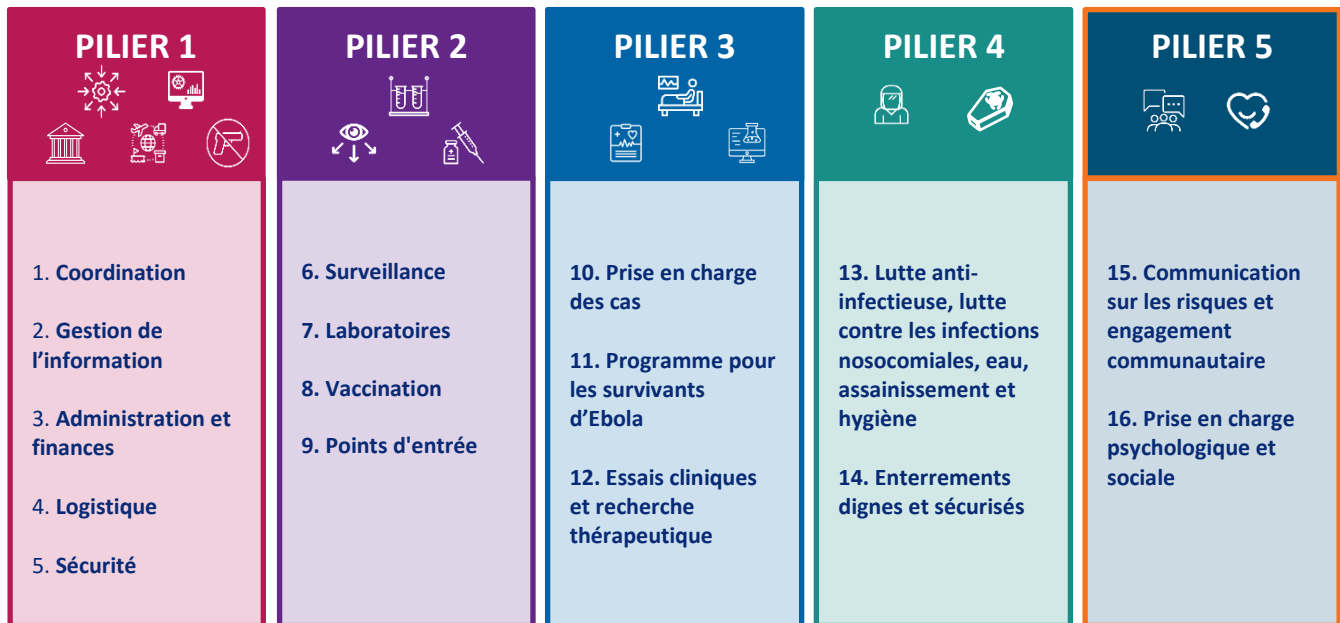 PILIER 1
1. Coordination
2. Gestion de
l’information
3. Administration et
finances
4. Logistique
5. Sécurité
PILIER 2
6. Surveillance
7. Laboratoires
8. Vaccination
9. Points d'entrée
PILIER 3
10. Prise en charge
des cas
11. Programme pour
les survivants
d’Ebola
12. Essais cliniques
et recherche
thérapeutique
PILIER 4
13. Lutte anti-
infectieuse, lutte
contre les infections
nosocomiales, eau,
assainissement et
hygiène
14. Enterrements
dignes et sécurisés
PILIER 5
15. Communication
sur les risques et
engagement
communautaire
16. Prise en charge
psychologique et
sociale